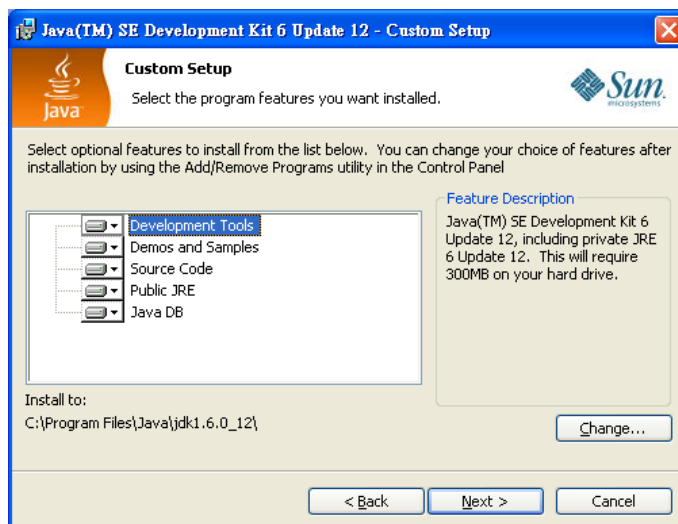 Java(TM) SE Development Kit 6 Update 12 - Custom Setup
Java
Custom Setup
Select the program features you want installed.
Sun
microsystems
Select optional features to install from the list below. You can change your choice of features after
installation by using the Add/Remove Programs utility in the Control Panel
Development Tools
Demos and Samples
Source Code
Public JRE
Java DB
Feature Description
Java(TM) SE Development Kit 6
Update 12, including private JRE
6 Update 12. This will require
300MB on your hard drive.
Install to:
C:\Program Files\Java\jdk1.6.0_12\
Change...
< Back
Next >
Cancel